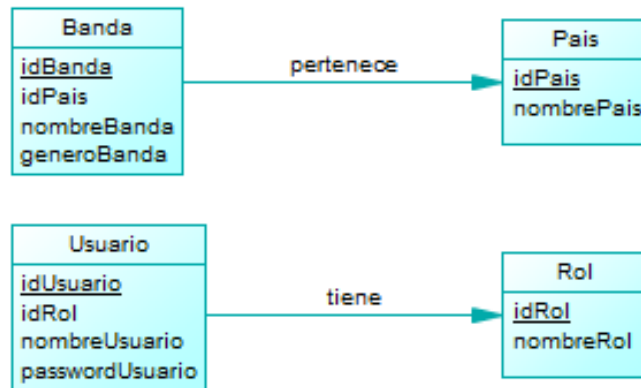 Banda
idBanda
idPais
nombreBanda
generoBanda
pertenece
Pais
idPais
nombrePais
Usuario
idUsuario
idRol
nombreUsuario
passwordUsuario
tiene
Rol
idRol
nombreRol